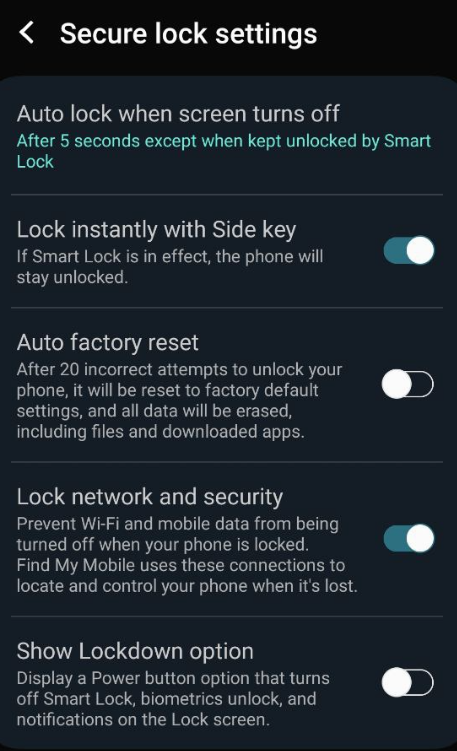 Secure lock settings
Auto lock when screen turns off
After 5 seconds except when kept unlocked by Smart
Lock
Lock instantly with Side key
If Smart Lock is in effect, the phone will
stay unlocked.
Auto factory reset
After 20 incorrect attempts to unlock your
phone, it will be reset to factory default
settings, and all data will be erased,
including files and downloaded apps.
Lock network and security
Prevent Wi-Fi and mobile data from being
turned off when your phone is locked.
Find My Mobile uses these connections to
locate and control your phone when it's lost.
Show Lockdown option
Display a Power button option that turns
off Smart Lock, biometrics unlock, and
notifications on the Lock screen.